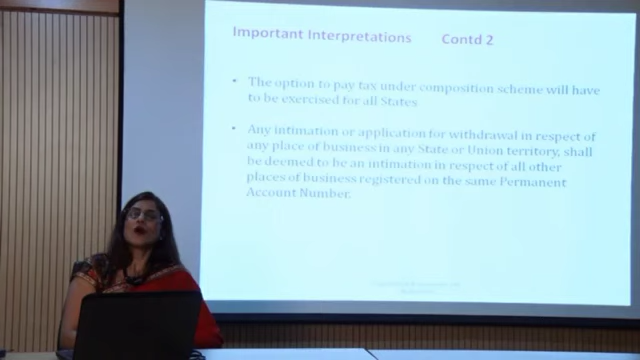 Important Interpretations Contd 2
• The option to pay tax under composition scheme will have
to be exercised for all States
• Any intimation or application for withdrawal in respect of
any place of business in any State or Union territory, shall
be deemed to be an intimation in respect of all other
places of business registered on the same Permanent
Account Number.